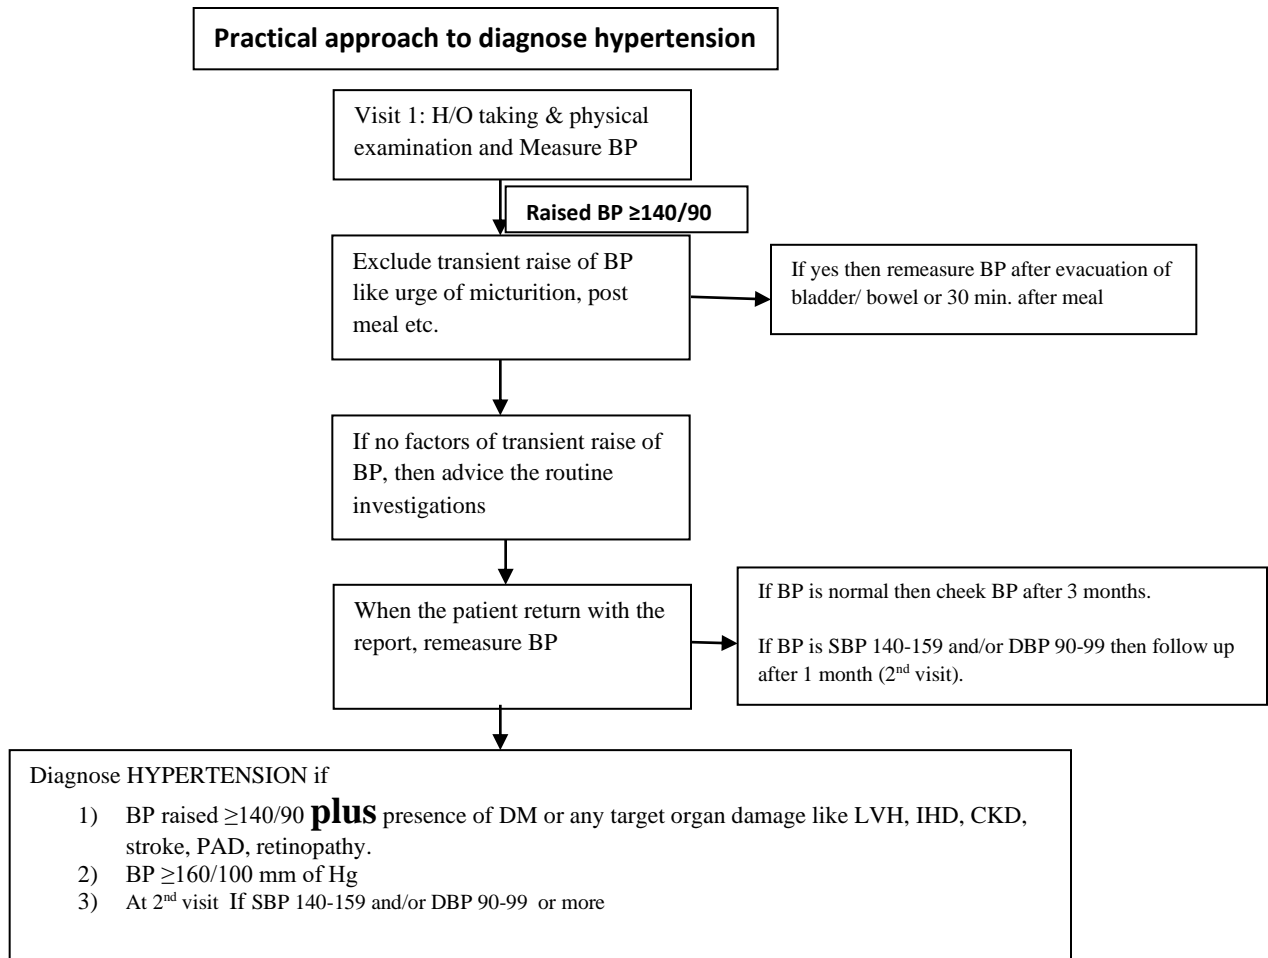 Practical approach to diagnose hypertension
Visit 1: H/O taking & physical
examination and Measure BP
Raised BP ≥140/90
Exclude transient raise of BP
like urge of micturition, post
meal etc.
If yes then remeasure BP after evacuation of
bladder/ bowel or 30 min. after meal
If no factors of transient raise of
BP, then advice the routine
investigations
When the patient return with the
report, remeasure BP
If BP is normal then cheek BP after 3 months.
If BP is SBP 140-159 and/or DBP 90-99 then follow up
after 1 month (2nd visit).
Diagnose HYPERTENSION if
1) BP raised ≥140/90 plus presence of DM or any target organ damage like LVH, IHD, CKD,
stroke, PAD, retinopathy.
2) BP ≥160/100 mm of Hg
3) At 2nd visit If SBP 140-159 and/or DBP 90-99 or more